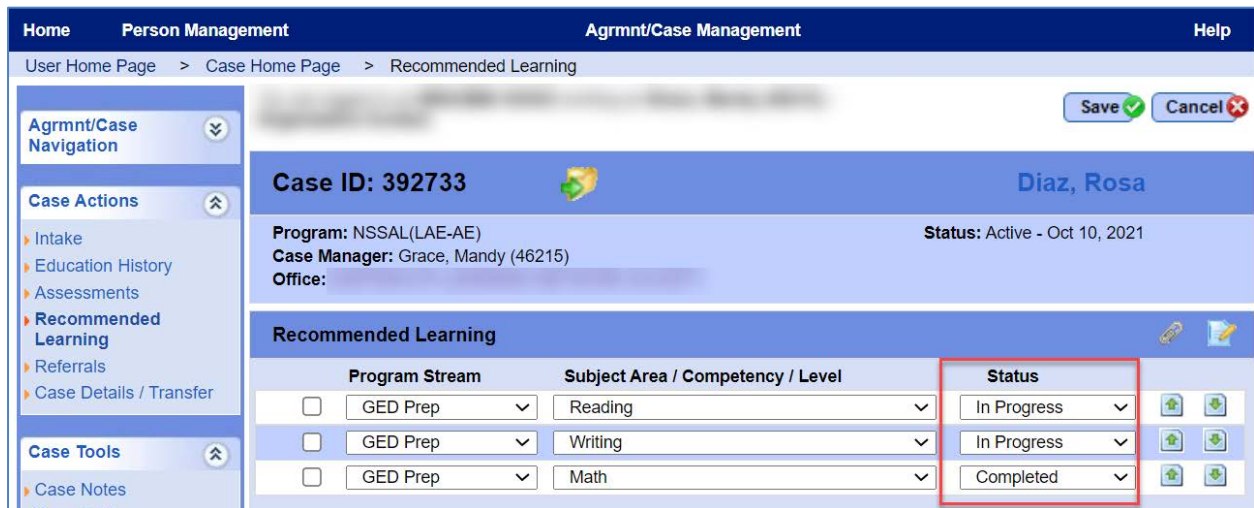 Home Person Management Agrmnt/Case Management Help
User Home Page > Case Home Page > Recommended Learning
Save Cancel
Agrmnt/Case
Navigation
Case Actions
Intake
Education History
Assessments
Recommended
Learning
Referrals
Case Details / Transfer
Case Tools
Case Notes
Case ID: 392733 Diaz, Rosa
Program: NSSAL(LAE-AE) Status: Active - Oct 10, 2021
Case Manager: Grace, Mandy (46215)
Office:
Recommended Learning
Program Stream Subject Area / Competency / Level Status
GED Prep Reading In Progress
GED Prep Writing In Progress
GED Prep Math Completed